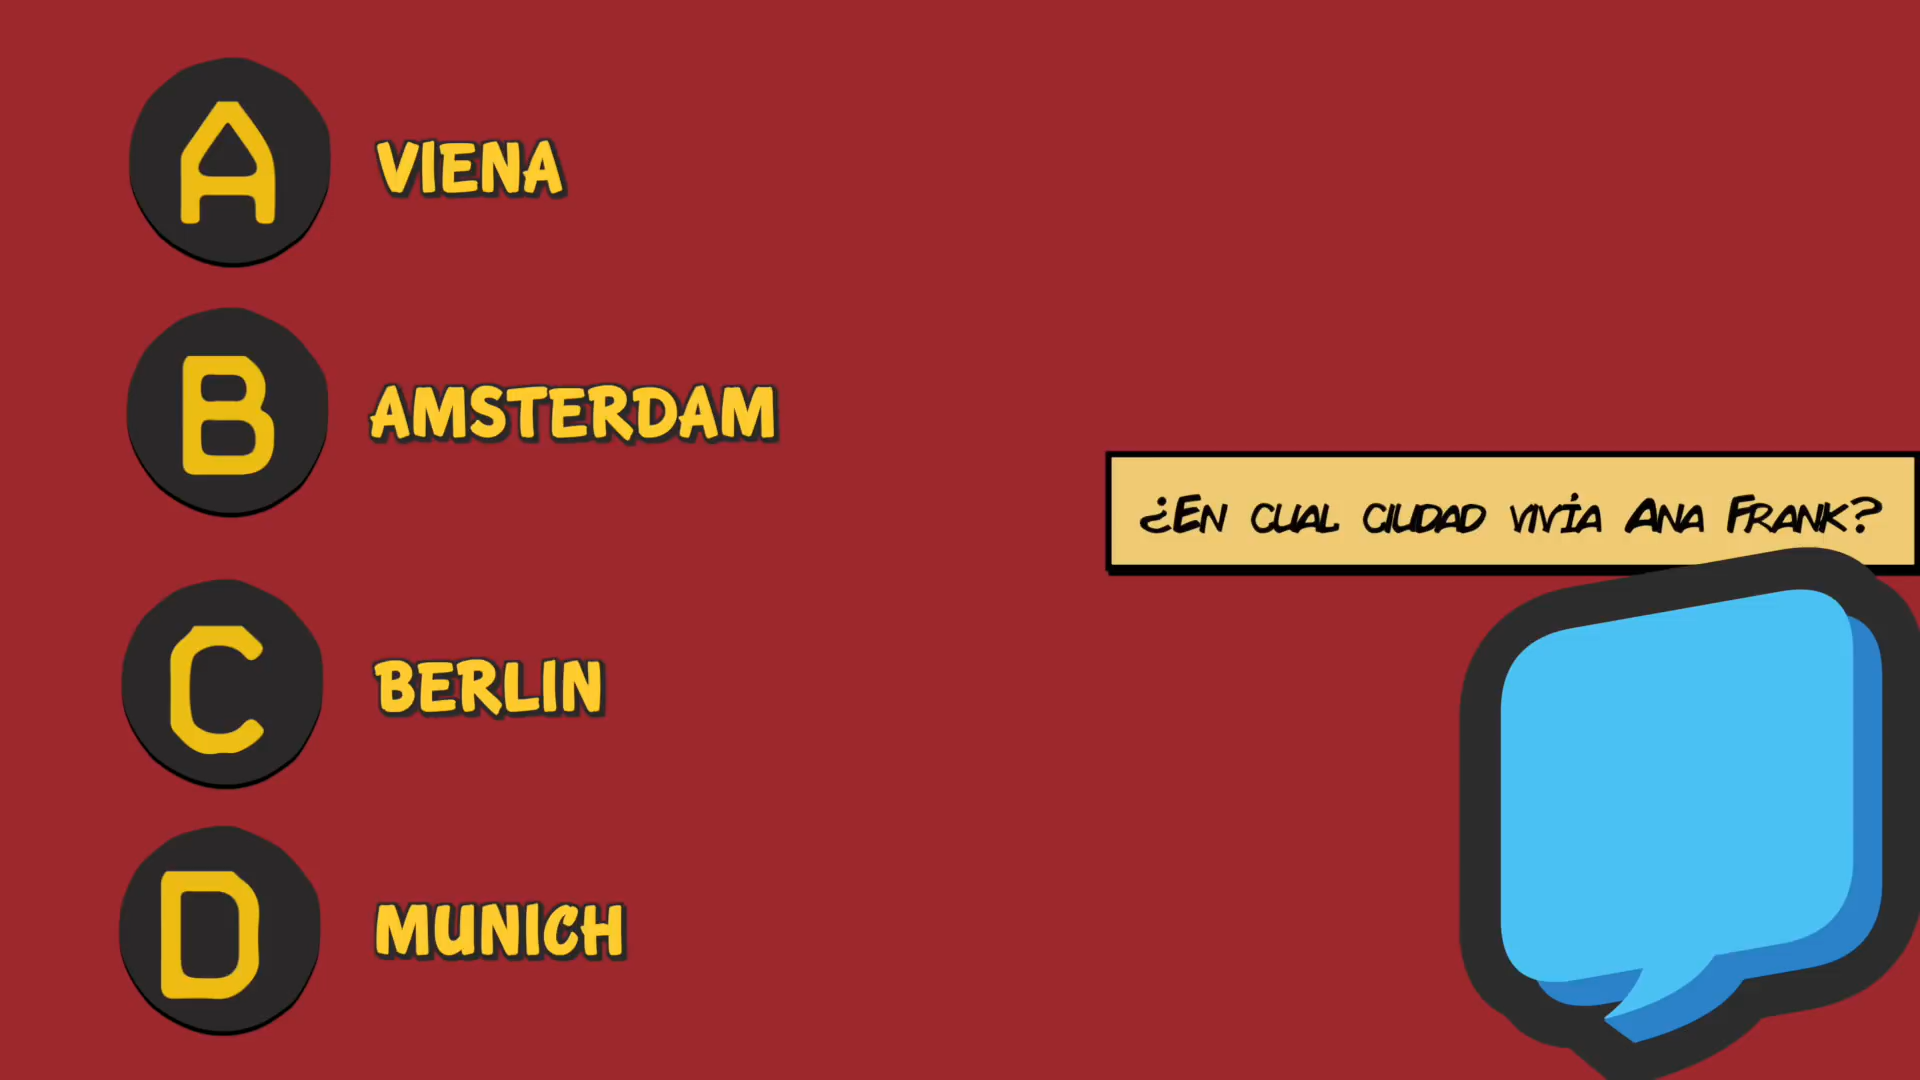 A VIENA
B AMSTERDAM
¿En cual ciudad vivía Ana Frank?
C BERLIN
D MUNICH